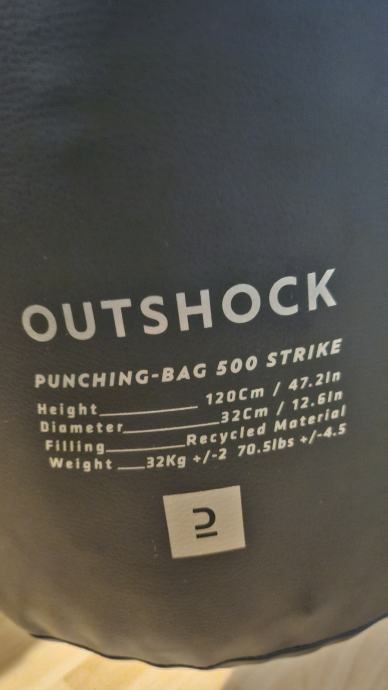 OUTSHOCK
PUNCHING-BAG 500 STRIKE
Height 120Cm / 47.2In
Diameter 32Cm / 12.6In
Filling Recycled Material
Weight 32Kg +/-2 70.5lbs +/-4.5